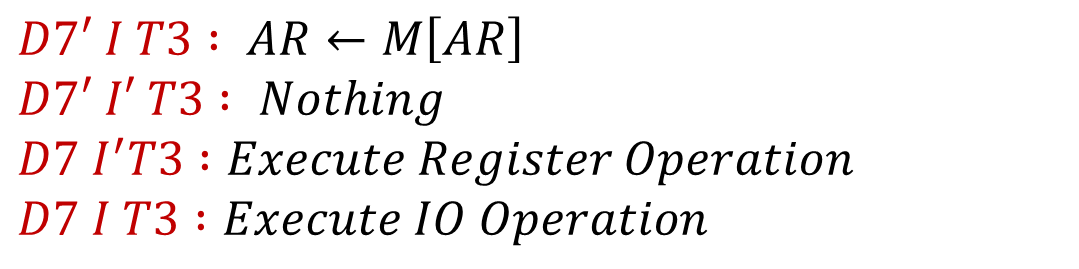 D7′ I T3 : AR ← M[AR]
D7′ I′ T3 : Nothing
D7 I′T3 : Execute Register Operation
D7 I T3 : Execute IO Operation